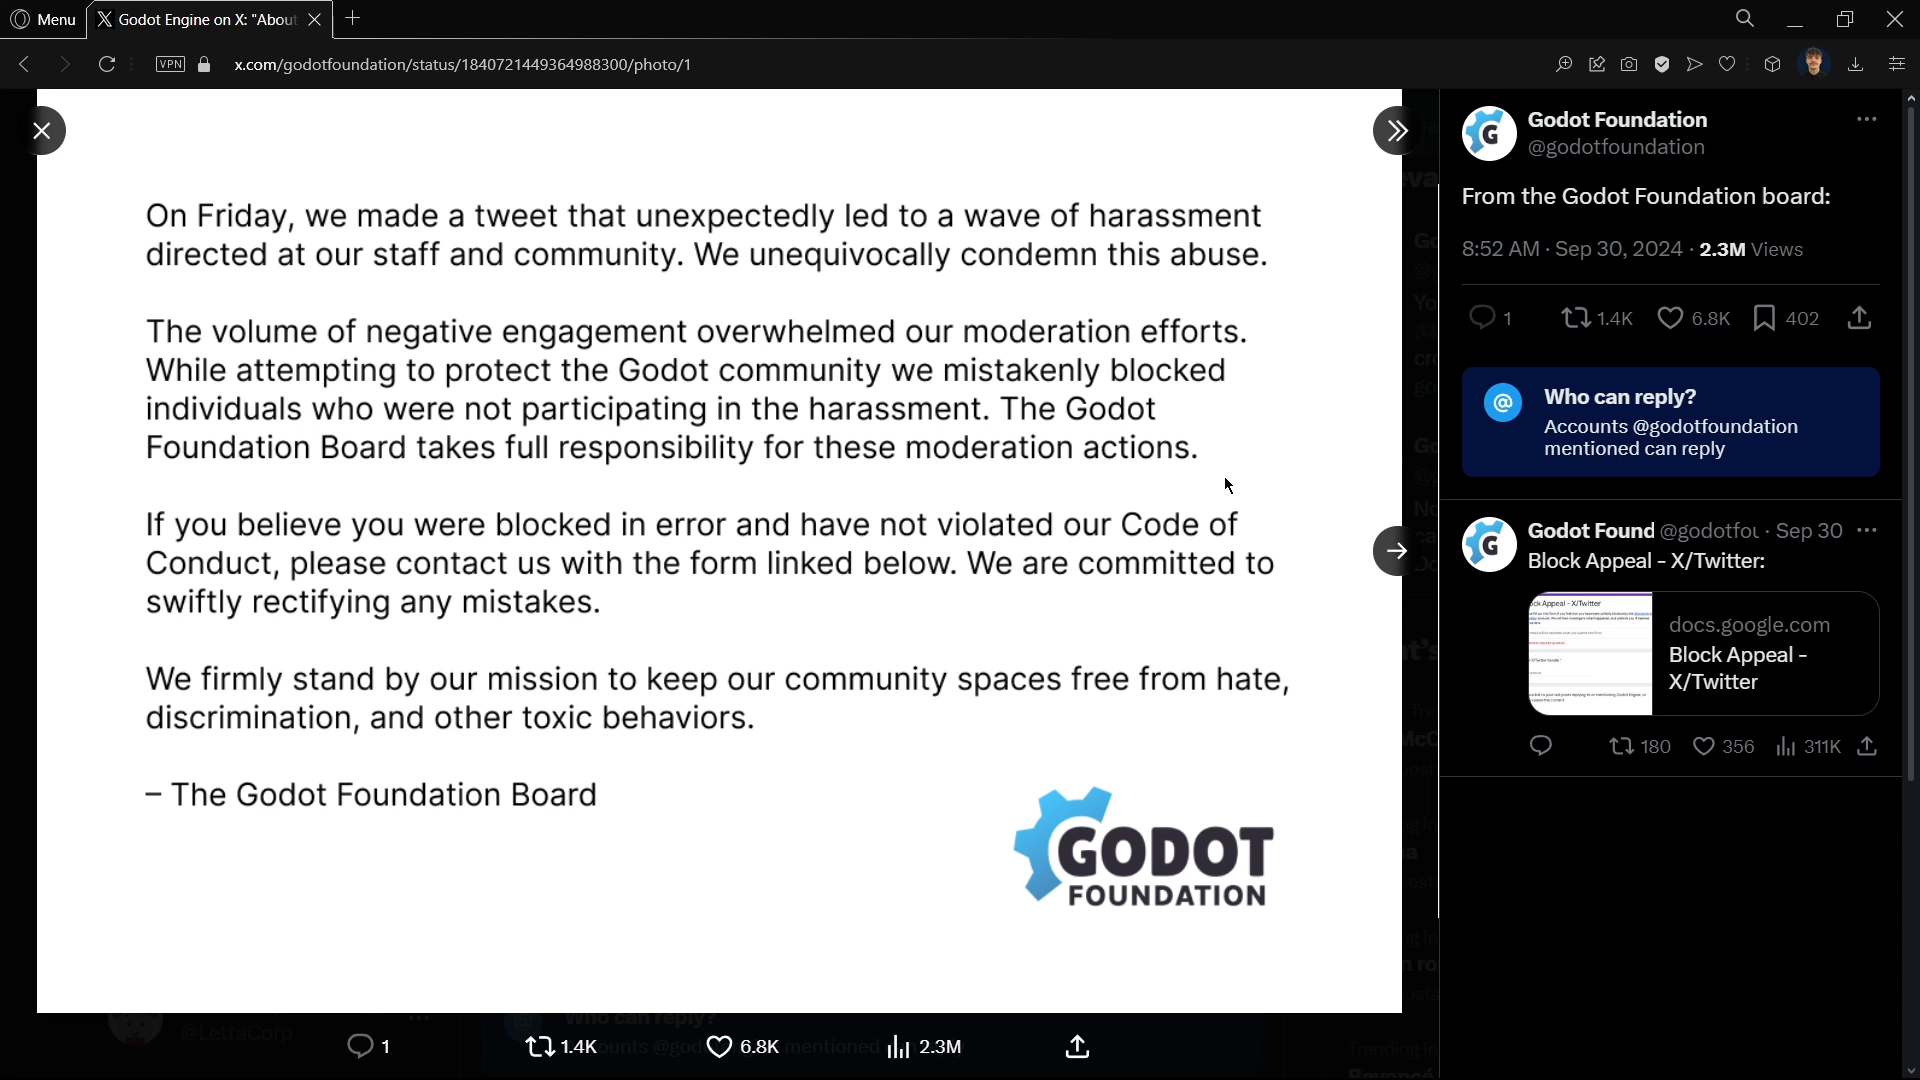 Menu
Godot Engine on X: "About
VPN
x.com/godotfoundation/status/1840721449364988300/photo/1
On Friday, we made a tweet that unexpectedly led to a wave of harassment
directed at our staff and community. We unequivocally condemn this abuse.
The volume of negative engagement overwhelmed our moderation efforts.
While attempting to protect the Godot community we mistakenly blocked
individuals who were not participating in the harassment. The Godot
Foundation Board takes full responsibility for these moderation actions.
If you believe you were blocked in error and have not violated our Code of
Conduct, please contact us with the form linked below. We are committed to
swiftly rectifying any mistakes.
We firmly stand by our mission to keep our community spaces free from hate,
discrimination, and other toxic behaviors.
– The Godot Foundation Board
GODOT
FOUNDATION
@LettaCorp
Who can reply?
1
1.4K
6.8K
mentioned
2.3M
Trending in
Godot Foundation
@godotfoundation
From the Godot Foundation board:
8:52 AM · Sep 30, 2024 · 2.3M Views
1
1.4K
6.8K
402
Who can reply?
Accounts @godotfoundation
mentioned can reply
Godot Found @godotfou · Sep 30
Block Appeal - X/Twitter:
docs.google.com
Block Appeal -
X/Twitter
180
356
311K